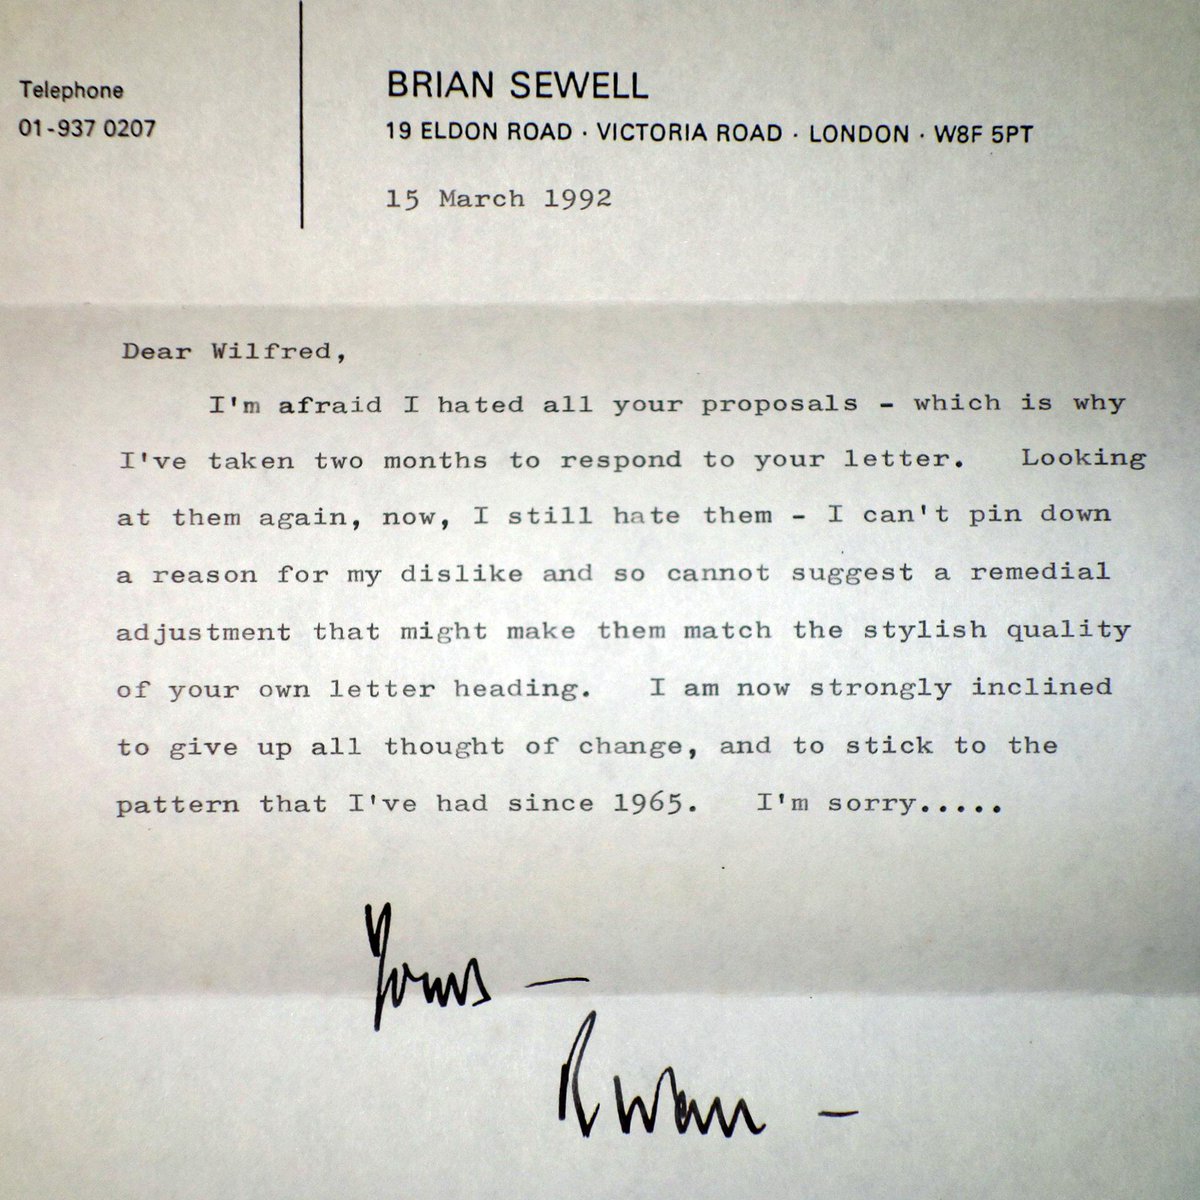 Telephone
01-937 0207
BRIAN SEWELL
19 ELDON ROAD · VICTORIA ROAD · LONDON · W8F 5PT
15 March 1992
Dear Wilfred,
I'm afraid I hated all your proposals - which is why
I've taken two months to respond to your letter. Looking
at them again, now, I still hate them - I can't pin down
a reason for my dislike and so cannot suggest a remedial
adjustment that might make them match the stylish quality
of your own letter heading. I am now strongly inclined
to give up all thought of change, and to stick to the
pattern that I've had since 1965. I'm sorry.....
Yours —
Brian —